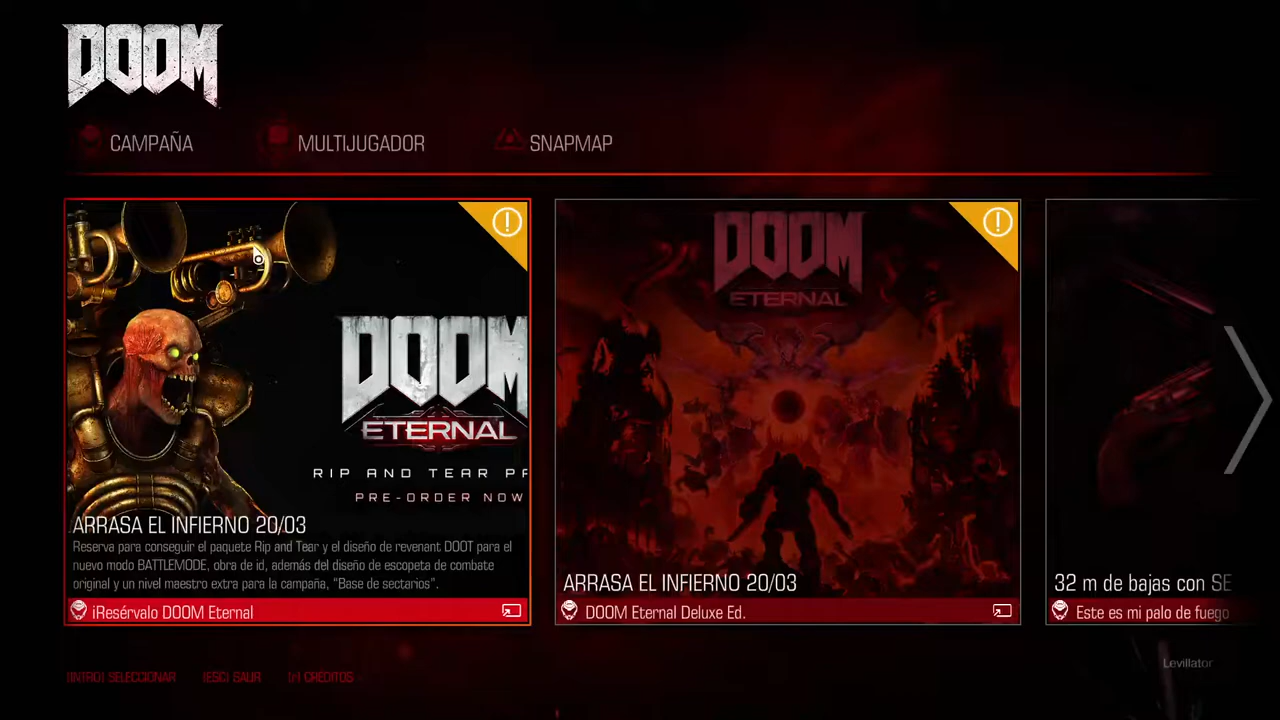 DOOM
CAMPAÑA
MULTIJUGADOR
SNAPMAP
DOOM
ETERNAL
RIP AND TEAR PA
PRE-ORDER NOW
ARRASA EL INFIERNO 20/03
Reserva para conseguir el paquete Rip and Tear y el diseño de revenant DOOT para el
nuevo modo BATTLEMODE, obra de id, además del diseño de escopeta de combate
original y un nivel maestro extra para la campaña, "Base de sectarios".
¡Resérvalo DOOM Eternal
DOOM
ETERNAL
ARRASA EL INFIERNO 20/03
DOOM Eternal Deluxe Ed.
32 m de bajas con SE
Este es mi palo de fuego
[INTRO] SELECCIONAR
[ESC] SALIR
CRÉDITOS
Levillator